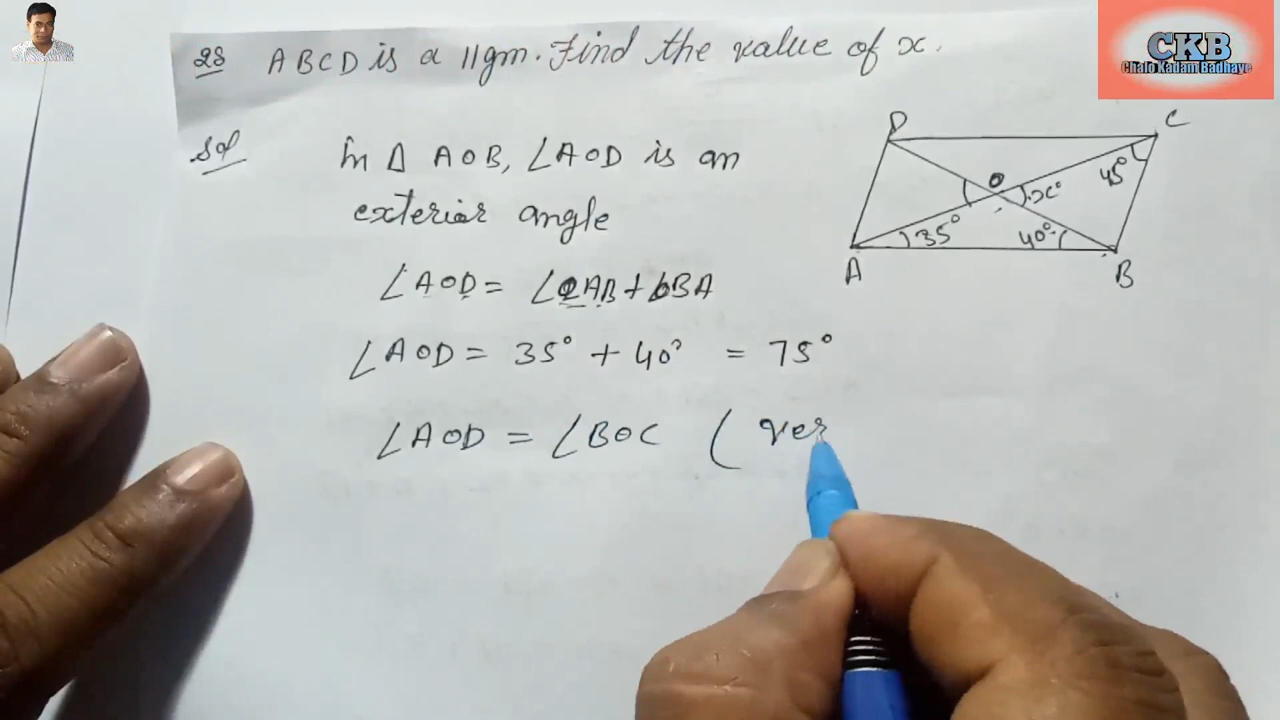 28 ABCD is a 11gm. Find the value of x.
Sol In Δ AOB, ∠AOD is an
exterior angle
∠AOD = ∠OAB + OBA
∠AOD = 35° + 40° = 75°
∠AOD = ∠BOC ( ver
D C
O x° 45°
35° 40°
A B
CKB
Chalo Kadam Badhaye